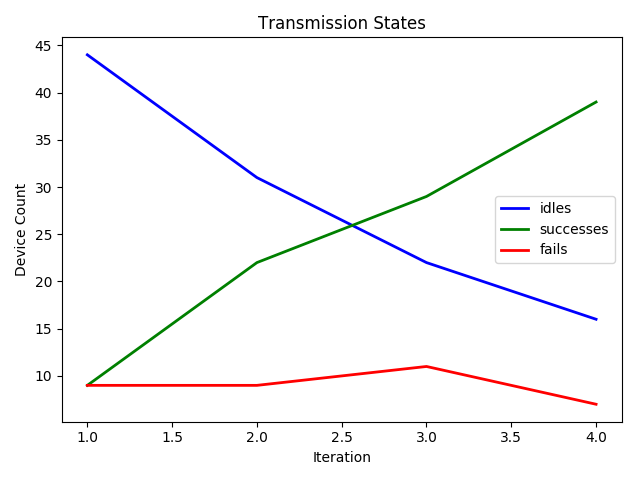 Transmission States
Device Count
45
40
35
30
25
20
15
10
idles
successes
fails
1.0 1.5 2.0 2.5 3.0 3.5 4.0
Iteration